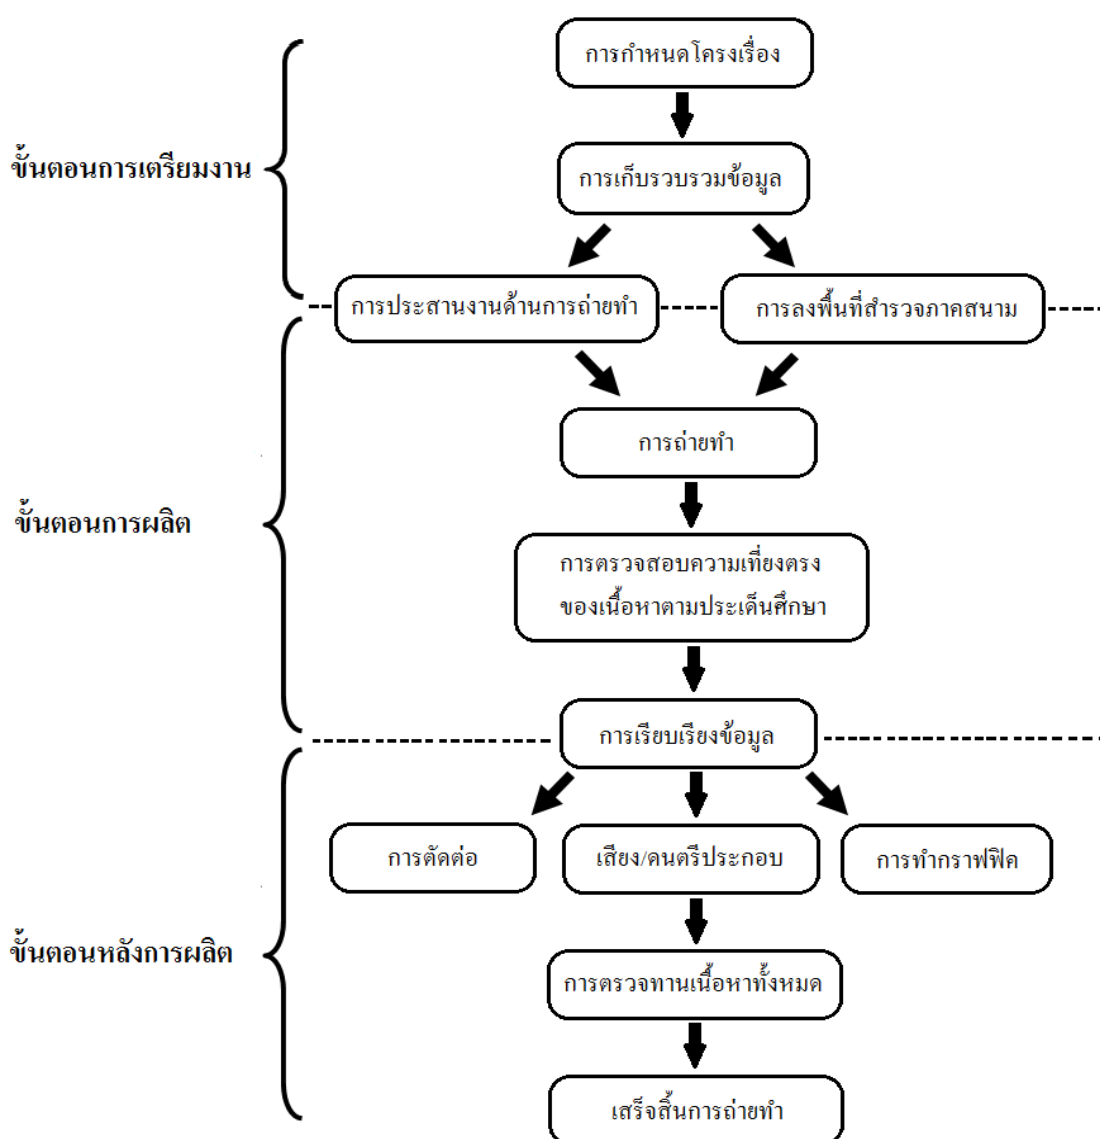 การกำหนดโครงเรื่อง
ขั้นตอนการเตรียมงาน
การเก็บรวบรวมข้อมูล
การประสานงานด้านการถ่ายทำ
การลงพื้นที่สำรวจภาคสนาม
การถ่ายทำ
ขั้นตอนการผลิต
การตรวจสอบความเที่ยงตรง
ของเนื้อหาตามประเด็นศึกษา
การเรียบเรียงข้อมูล
การตัดต่อ
เสียง/ดนตรีประกอบ
การทำกราฟฟิค
ขั้นตอนหลังการผลิต
การตรวจทานเนื้อหาทั้งหมด
เสร็จสิ้นการถ่ายทำ